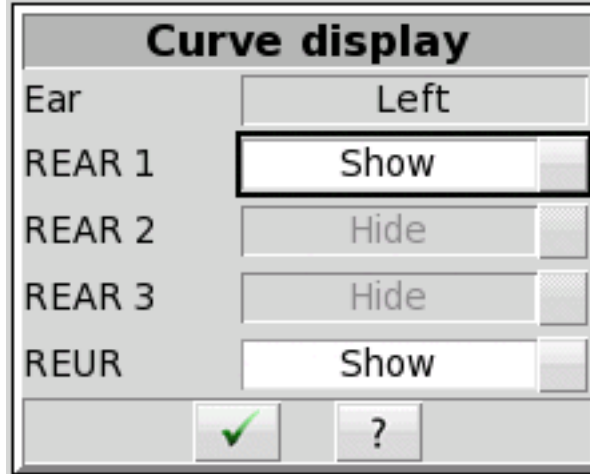 Curve display
Ear Left
REAR 1 Show
REAR 2 Hide
REAR 3 Hide
REUR Show
?